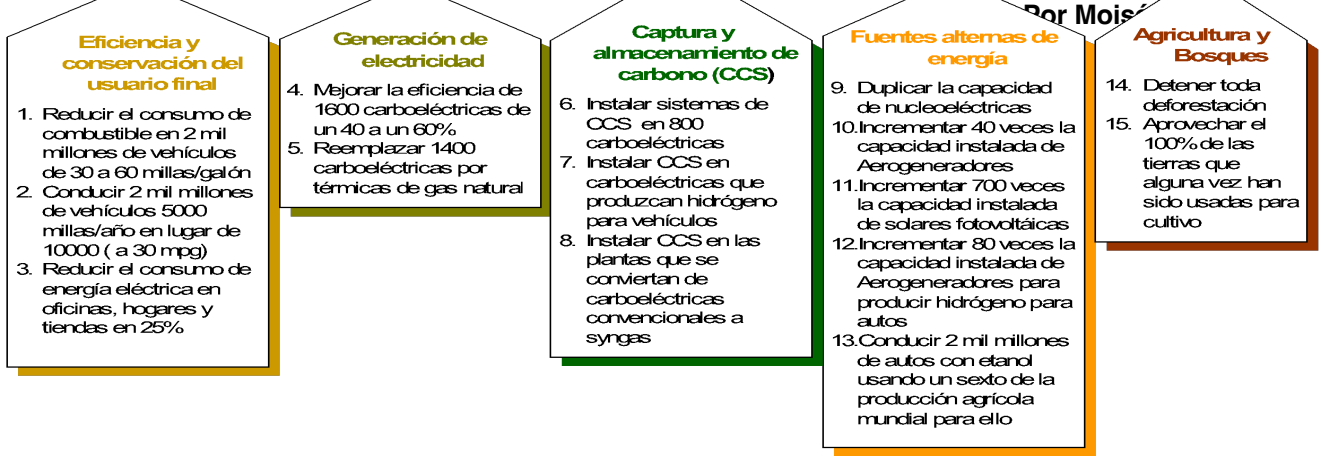 Por Moisé
Eficiencia y
conservación del
usuario final
1. Reducir el consumo de
combustible en 2 mil
millones de vehículos
de 30 a 60 millas/galón
2. Conducir 2 mil millones
de vehículos 5000
millas/año en lugar de
10000 ( a 30 mpg)
3. Reducir el consumo de
energía eléctrica en
oficinas, hogares y
tiendas en 25%
Generación de
electricidad
4. Mejorar la eficiencia de
1600 carboeléctricas de
un 40 a un 60%
5. Reemplazar 1400
carboeléctricas por
térmicas de gas natural
Captura y
almacenamiento de
carbono (CCS)
6. Instalar sistemas de
CCS en 800
carboeléctricas
7. Instalar CCS en
carboeléctricas que
produzcan hidrógeno
para vehículos
8. Instalar CCS en las
plantas que se
conviertan de
carboeléctricas
convencionales a
syngas
Fuentes alternas de
energía
9. Duplicar la capacidad
de nucleoeléctricas
10.Incrementar 40 veces la
capacidad instalada de
Aerogeneradores
11.Incrementar 700 veces
la capacidad instalada
de solares fotovoltáicas
12.Incrementar 80 veces la
capacidad instalada de
Aerogeneradores para
producir hidrógeno para
autos
13.Conducir 2 mil millones
de autos con etanol
usando un sexto de la
producción agrícola
mundial para ello
Agricultura y
Bosques
14. Detener toda
deforestación
15. Aprovechar el
100% de las
tierras que
alguna vez han
sido usadas para
cultivo